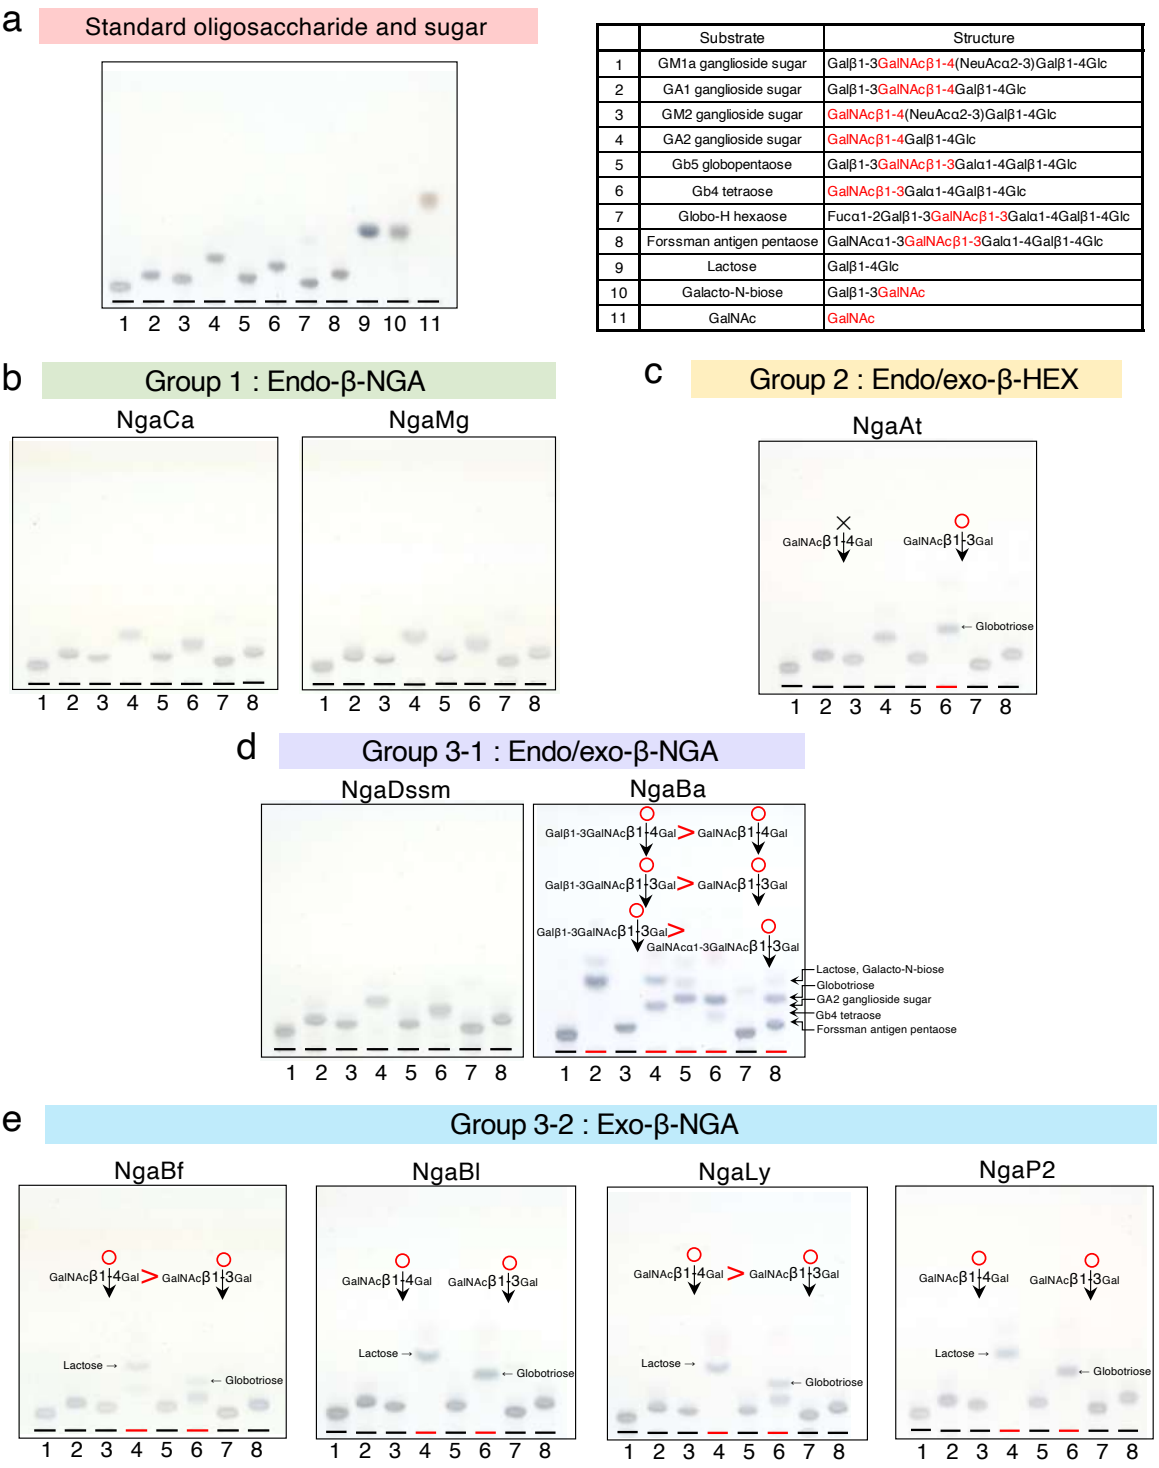 a
Standard oligosaccharide and sugar
1 2 3 4 5 6 7 8 9 10 11
Substrate Structure
1 GM1a ganglioside sugar Galβ1-3GalNAcβ1-4(NeuAcα2-3)Galβ1-4Glc
2 GA1 ganglioside sugar Galβ1-3GalNAcβ1-4Galβ1-4Glc
3 GM2 ganglioside sugar GalNAcβ1-4(NeuAcα2-3)Galβ1-4Glc
4 GA2 ganglioside sugar GalNAcβ1-4Galβ1-4Glc
5 Gb5 globopentaose Galβ1-3GalNAcβ1-3Galα1-4Galβ1-4Glc
6 Gb4 tetraose GalNAcβ1-3Galα1-4Galβ1-4Glc
7 Globo-H hexaose Fucα1-2Galβ1-3GalNAcβ1-3Galα1-4Galβ1-4Glc
8 Forssman antigen pentaose GalNAcα1-3GalNAcβ1-3Galα1-4Galβ1-4Glc
9 Lactose Galβ1-4Glc
10 Galacto-N-biose Galβ1-3GalNAc
11 GalNAc GalNAc
b
Group 1 : Endo-β-NGA
NgaCa
1 2 3 4 5 6 7 8
NgaMg
1 2 3 4 5 6 7 8
c
Group 2 : Endo/exo-β-HEX
NgaAt
GalNAcβ1-4Gal GalNAcβ1-3Gal
← Globotriose
1 2 3 4 5 6 7 8
d
Group 3-1 : Endo/exo-β-NGA
NgaDssm
1 2 3 4 5 6 7 8
NgaBa
Galβ1-3GalNAcβ1-4Gal > GalNAcβ1-4Gal
Galβ1-3GalNAcβ1-3Gal > GalNAcβ1-3Gal
Galβ1-3GalNAcβ1-3Gal >
GalNAcα1-3GalNAcβ1-3Gal
Lactose, Galacto-N-biose
Globotriose
GA2 ganglioside sugar
Gb4 tetraose
Forssman antigen pentaose
1 2 3 4 5 6 7 8
e
Group 3-2 : Exo-β-NGA
NgaBf
GalNAcβ1-4Gal > GalNAcβ1-3Gal
Lactose →
← Globotriose
1 2 3 4 5 6 7 8
NgaBl
GalNAcβ1-4Gal GalNAcβ1-3Gal
Lactose →
← Globotriose
1 2 3 4 5 6 7 8
NgaLy
GalNAcβ1-4Gal > GalNAcβ1-3Gal
Lactose →
← Globotriose
1 2 3 4 5 6 7 8
NgaP2
GalNAcβ1-4Gal GalNAcβ1-3Gal
Lactose →
← Globotriose
1 2 3 4 5 6 7 8